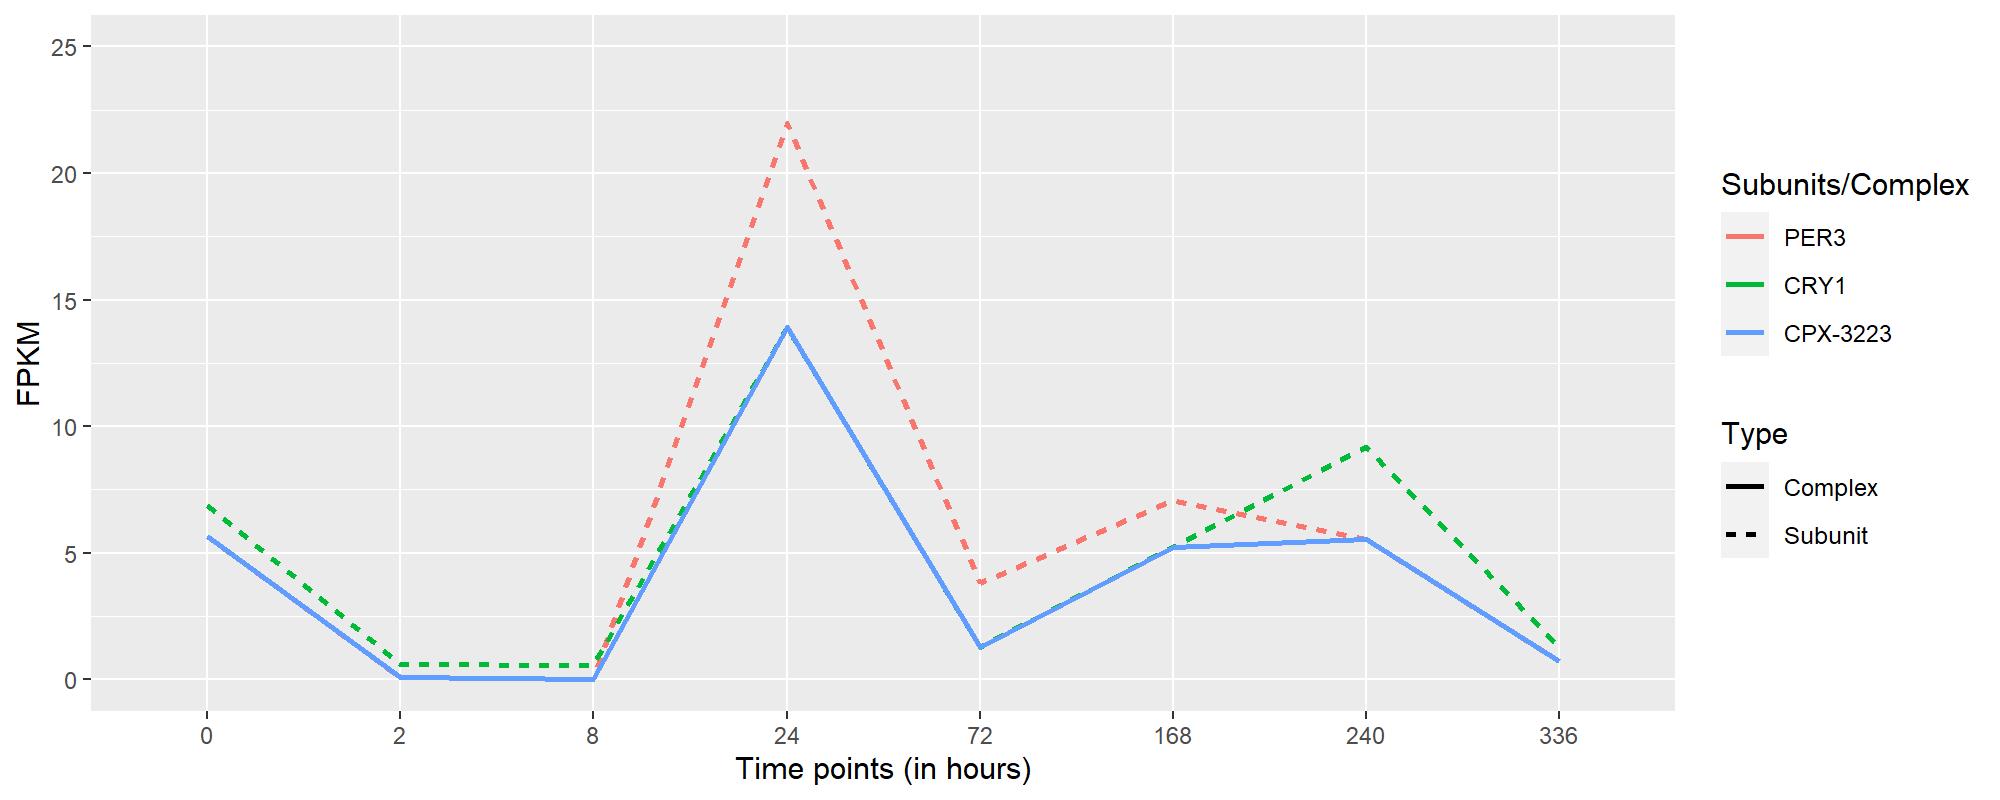 25
20
15
10
5
0
FPKM
0 2 8 24 72 168 240 336
Time points (in hours)
Subunits/Complex
PER3
CRY1
CPX-3223
Type
Complex
Subunit